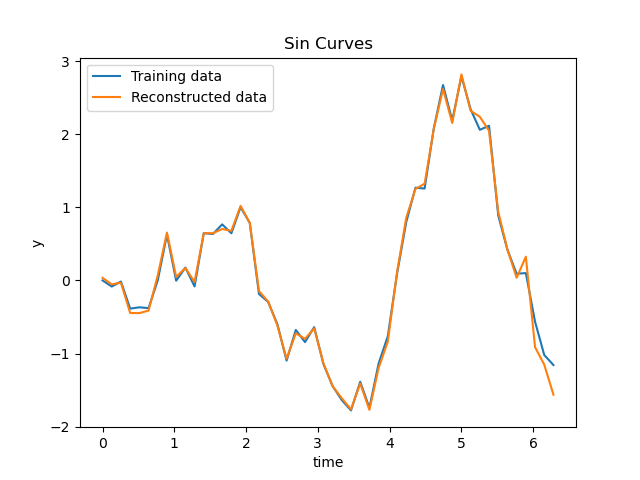 Sin Curves
Training data
Reconstructed data
y
3
2
1
0
−1
−2
0 1 2 3 4 5 6
time